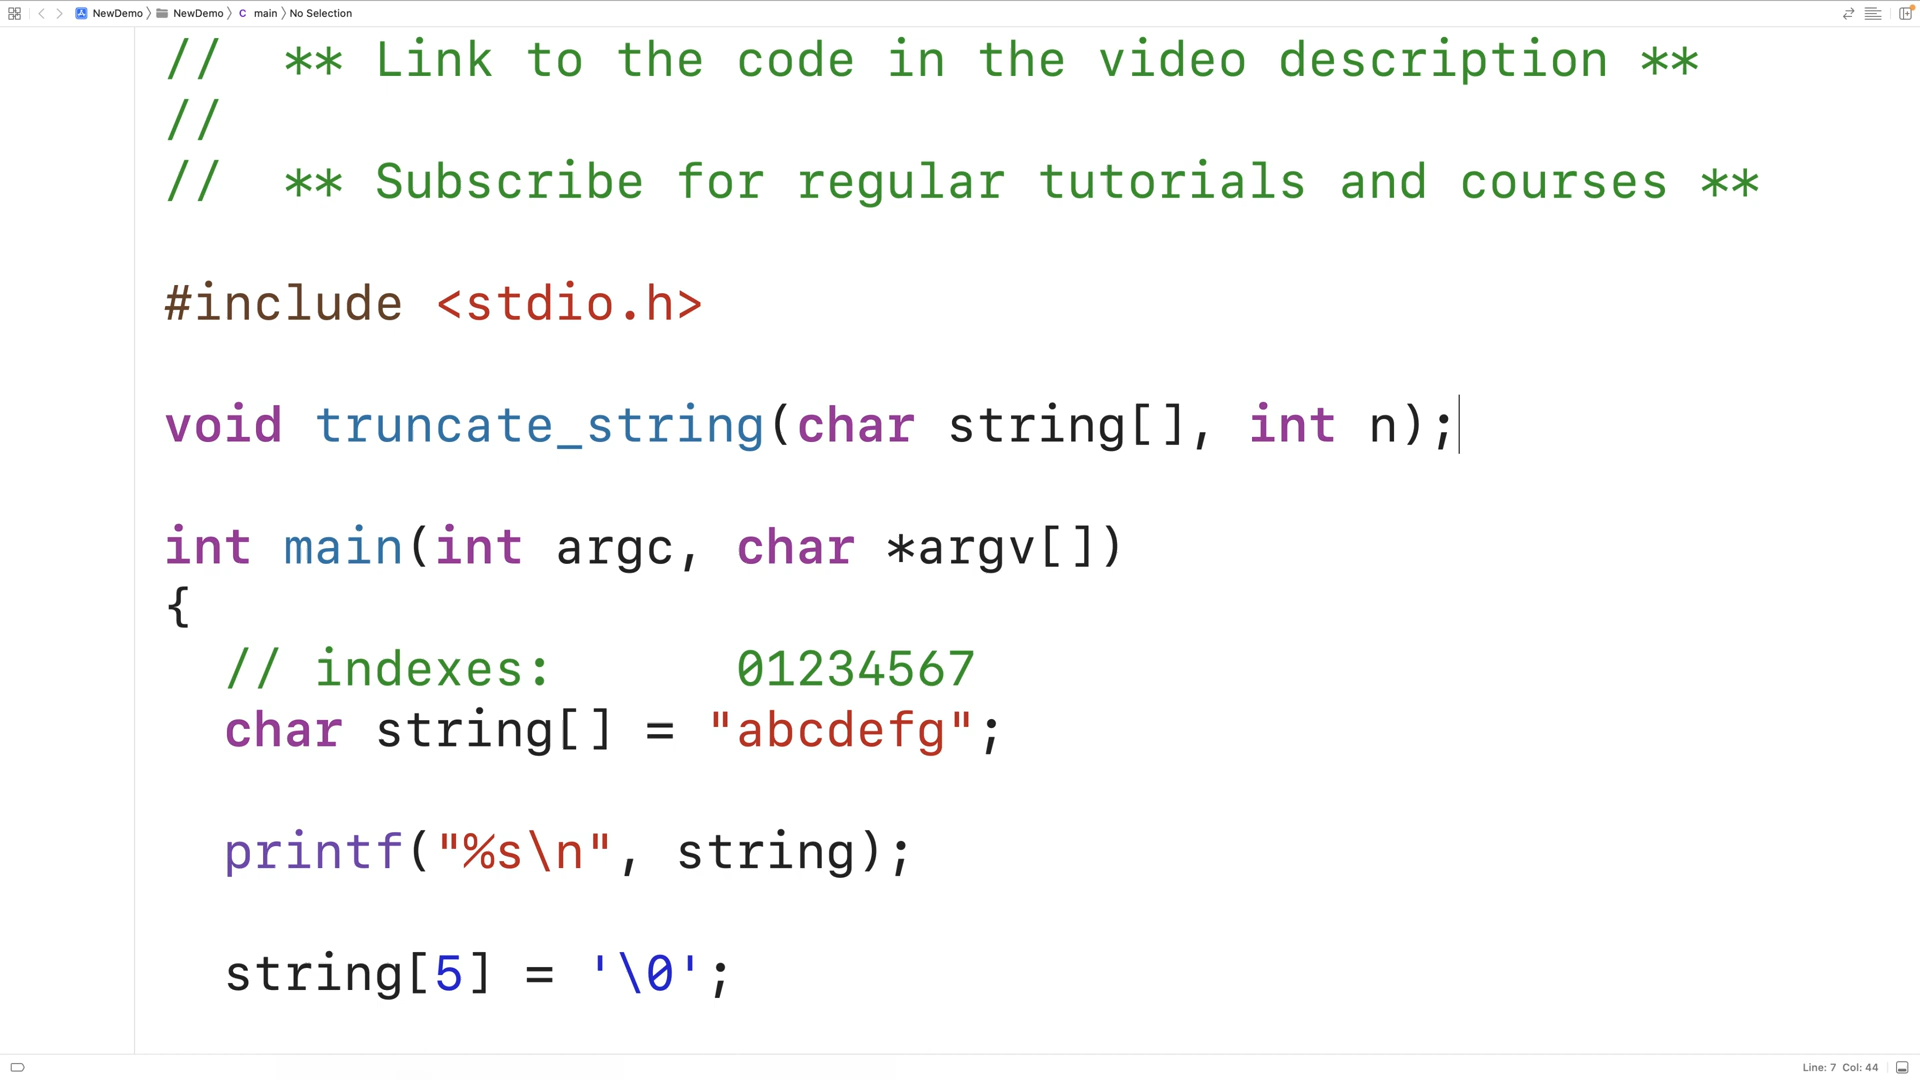 NewDemo NewDemo C main No Selection
//  ** Link to the code in the video description **
//
//  ** Subscribe for regular tutorials and courses **
#include <stdio.h>
void truncate_string(char string[], int n);
int main(int argc, char *argv[])
{
  // indexes:      01234567
  char string[] = "abcdefg";
  printf("%s\n", string);
  string[5] = '\0';
Line: 7 Col: 44